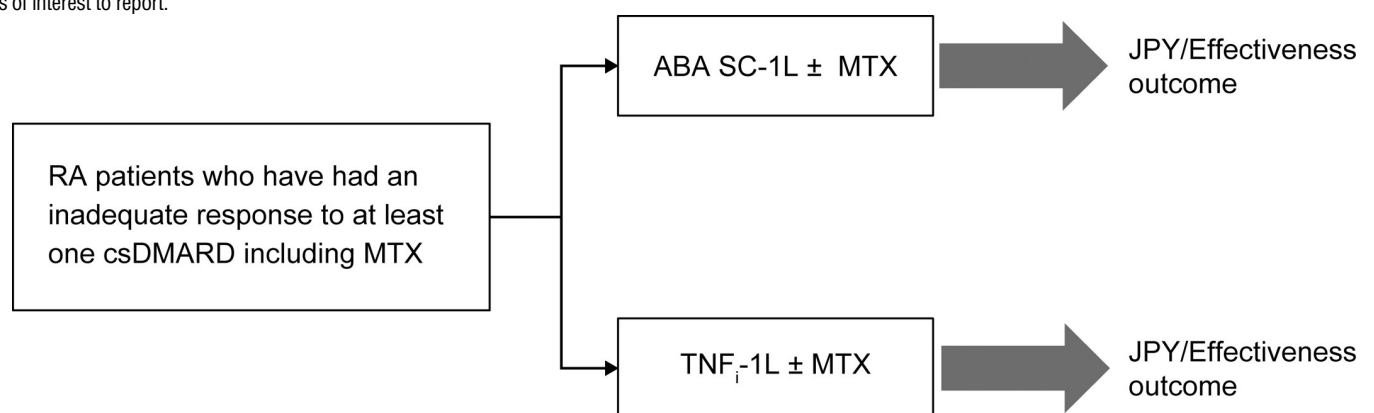 s of interest to report.
ABA SC-1L ± MTX
JPY/Effectiveness
outcome
RA patients who have had an
inadequate response to at least
one csDMARD including MTX
TNFi-1L ± MTX
JPY/Effectiveness
outcome